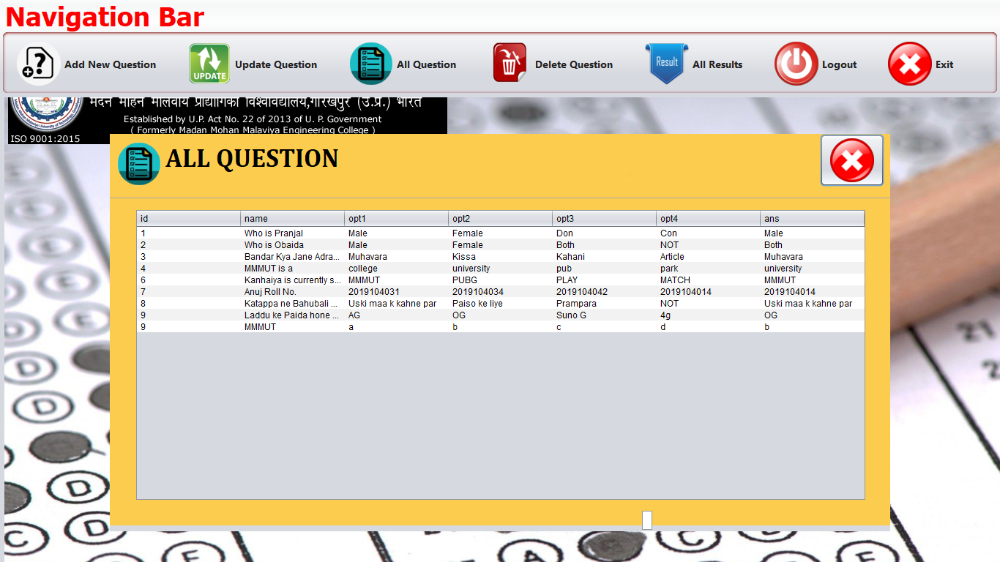 Navigation Bar
Add New Question UPDATE Update Question All Question Delete Question Result All Results Logout Exit
मदन मोहन मालवीय प्रौद्योगिकी विश्वविद्यालय,गोरखपुर (उ.प्र.) भारत
Established by U.P. Act No. 22 of 2013 of U. P. Government
( Formerly Madan Mohan Malaviya Engineering College )
ISO 9001:2015
ALL QUESTION
id name opt1 opt2 opt3 opt4 ans
1 Who is Pranjal Male Female Don Con Male
2 Who is Obaida Male Female Both NOT Both
3 Bandar Kya Jane Adra... Muhavara Kissa Kahani Article Muhavara
4 MMMUT is a college university pub park university
6 Kanhaiya is currently s... MMMUT PUBG PLAY MATCH MMMUT
7 Anuj Roll No. 2019104031 2019104034 2019104042 2019104014 2019104014
8 Katappa ne Bahubali ... Uski maa k kahne par Paiso ke liye Prampara NOT Uski maa k kahne par
9 Laddu ke Paida hone ... AG OG Suno G 4g OG
9 MMMUT a b c d b
21
D
D
D
C
D
E
A
C
D
E